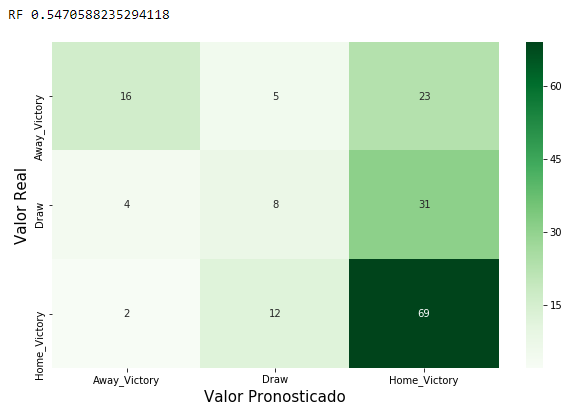 RF 0.5470588235294118
Valor Real
Away_Victory
16 5 23
Draw
4 8 31
Home_Victory
2 12 69
Away_Victory Draw Home_Victory
Valor Pronosticado
60
45
30
15